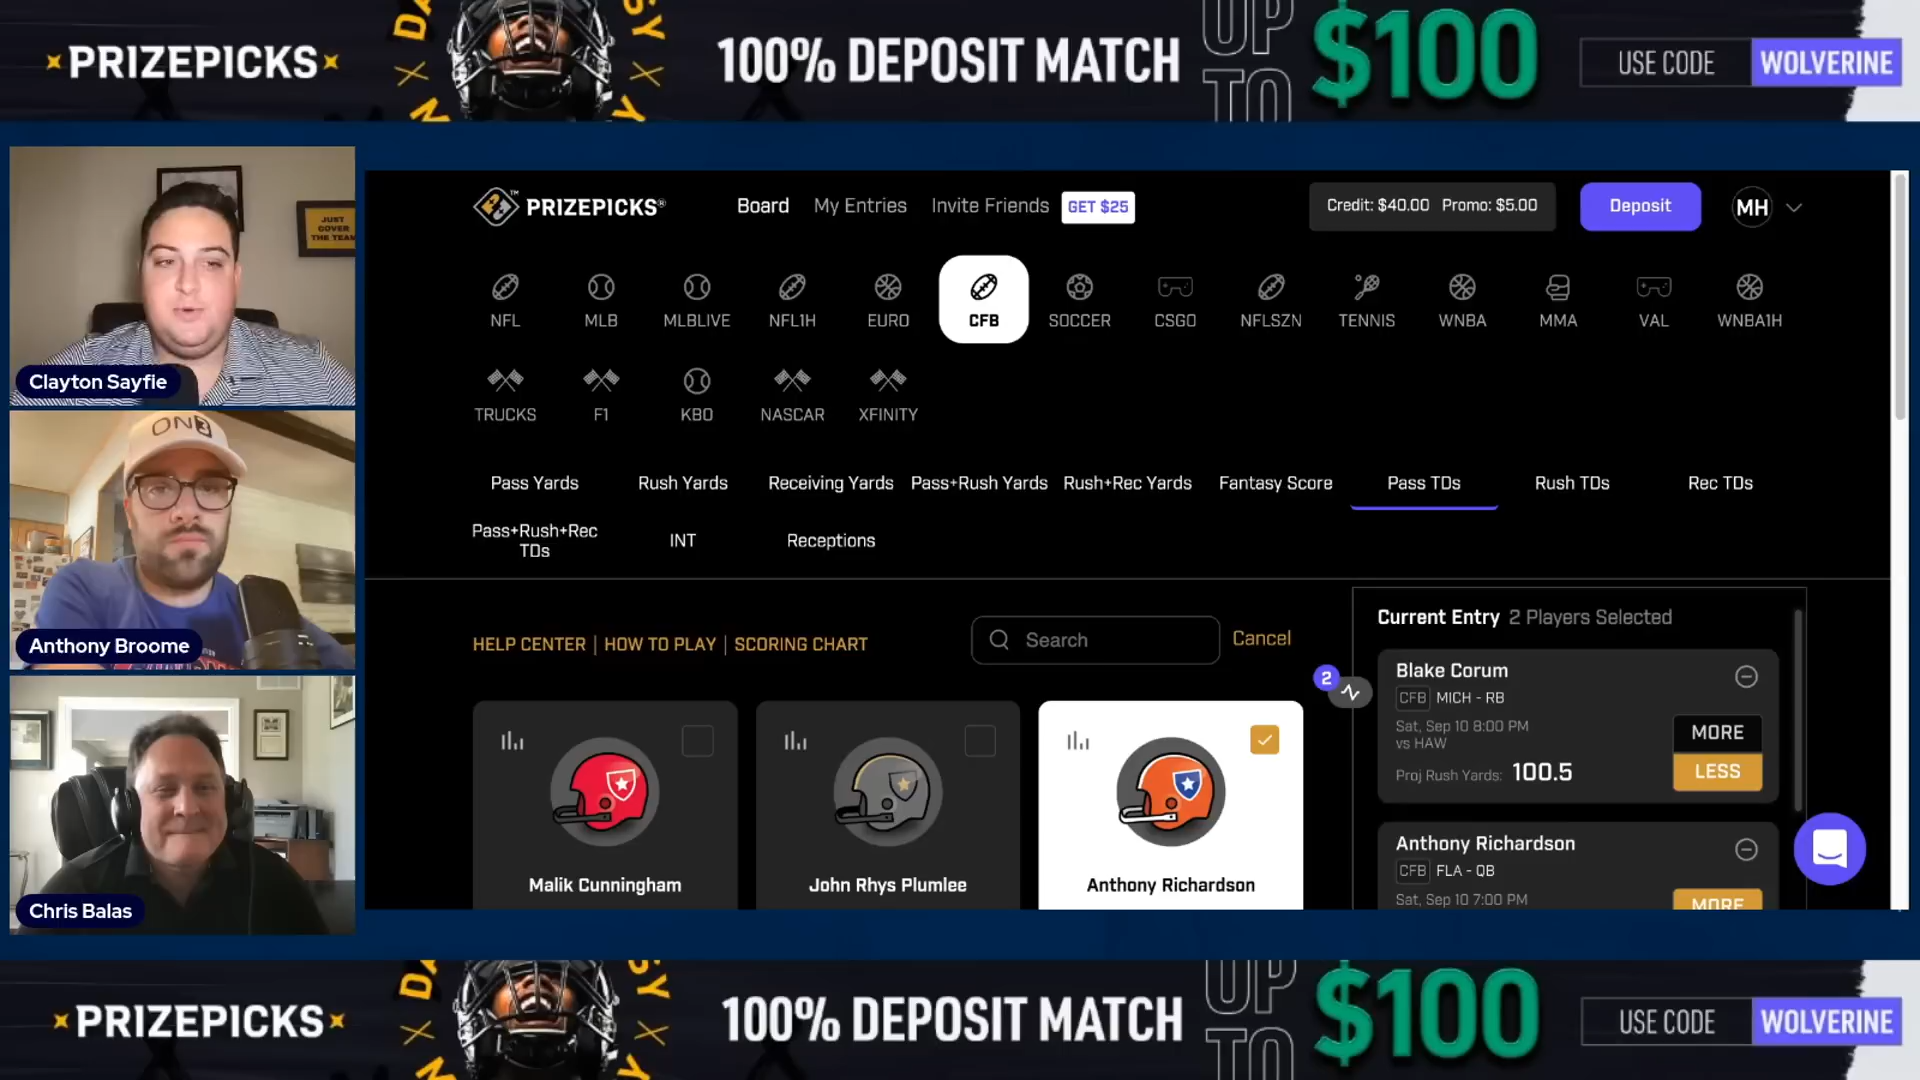 PRIZEPICKS
100% DEPOSIT MATCH
UP TO $100
USE CODE WOLVERINE
JUST
COVER
THE TEAM
Clayton Sayfie
ON3
Anthony Broome
Chris Balas
PRIZEPICKS®
Board My Entries Invite Friends GET $25
Credit: $40.00 Promo: $5.00
Deposit
MH
NFL MLB MLBLIVE NFL1H EURO CFB SOCCER CSGO NFLSZN TENNIS WNBA MMA VAL WNBA1H
TRUCKS F1 KBO NASCAR XFINITY
Pass Yards Rush Yards Receiving Yards Pass+Rush Yards Rush+Rec Yards Fantasy Score Pass TDs Rush TDs Rec TDs
Pass+Rush+Rec
TDs
INT Receptions
HELP CENTER | HOW TO PLAY | SCORING CHART
Search
Cancel
Malik Cunningham
John Rhys Plumlee
Anthony Richardson
2
Current Entry 2 Players Selected
Blake Corum
CFB MICH - RB
Sat, Sep 10 8:00 PM
vs HAW
Proj Rush Yards: 100.5
MORE
LESS
Anthony Richardson
CFB FLA - QB
Sat, Sep 10 7:00 PM
MORE
PRIZEPICKS
100% DEPOSIT MATCH
UP TO $100
USE CODE WOLVERINE